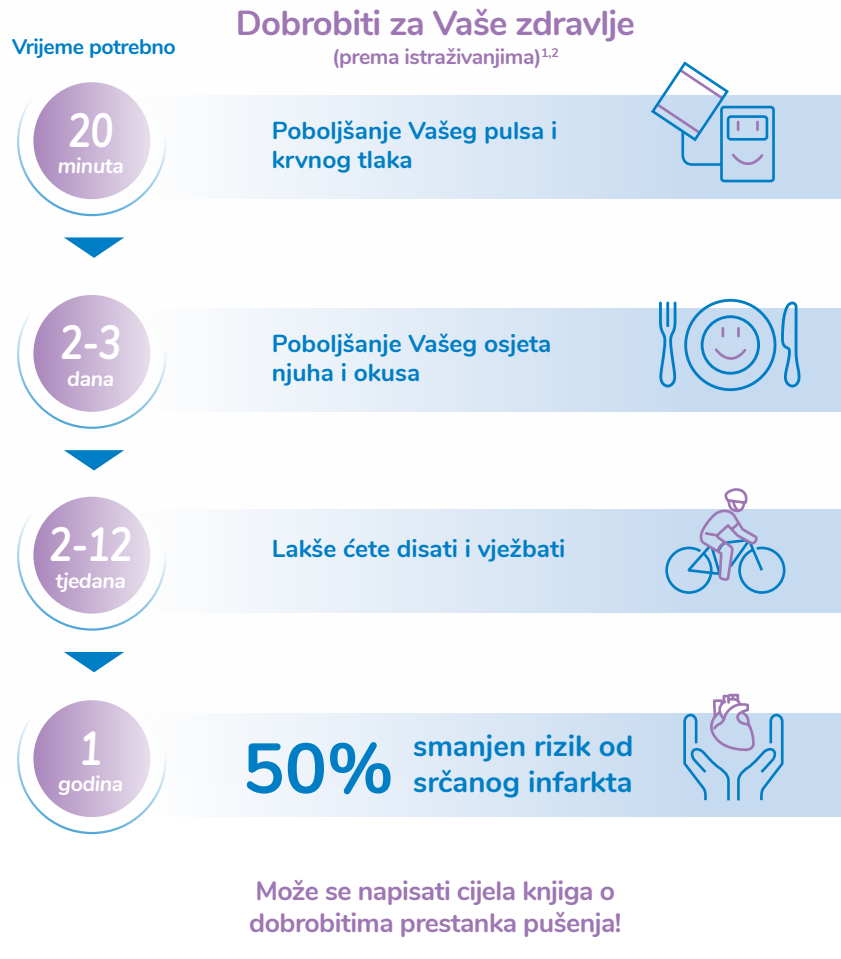 Dobrobiti za Vaše zdravlje
(prema istraživanjima)1,2
Vrijeme potrebno
20
minuta
Poboljšanje Vašeg pulsa i
krvnog tlaka
2-3
dana
Poboljšanje Vašeg osjeta
njuha i okusa
2-12
tjedana
Lakše ćete disati i vježbati
1
godina
50%
smanjen rizik od
srčanog infarkta
Može se napisati cijela knjiga o
dobrobitima prestanka pušenja!